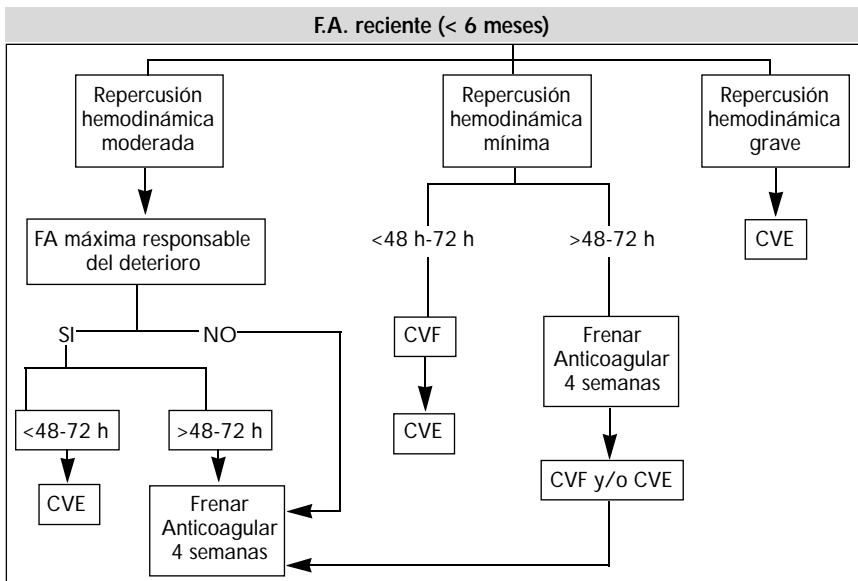 F.A. reciente (< 6 meses)
Repercusión
hemodinámica
moderada
Repercusión
hemodinámica
mínima
Repercusión
hemodinámica
grave
FA máxima responsable
del deterioro
<48 h-72 h
>48-72 h
CVE
SI
NO
CVF
Frenar
Anticoagular
4 semanas
<48-72 h
>48-72 h
CVE
CVF y/o CVE
CVE
Frenar
Anticoagular
4 semanas